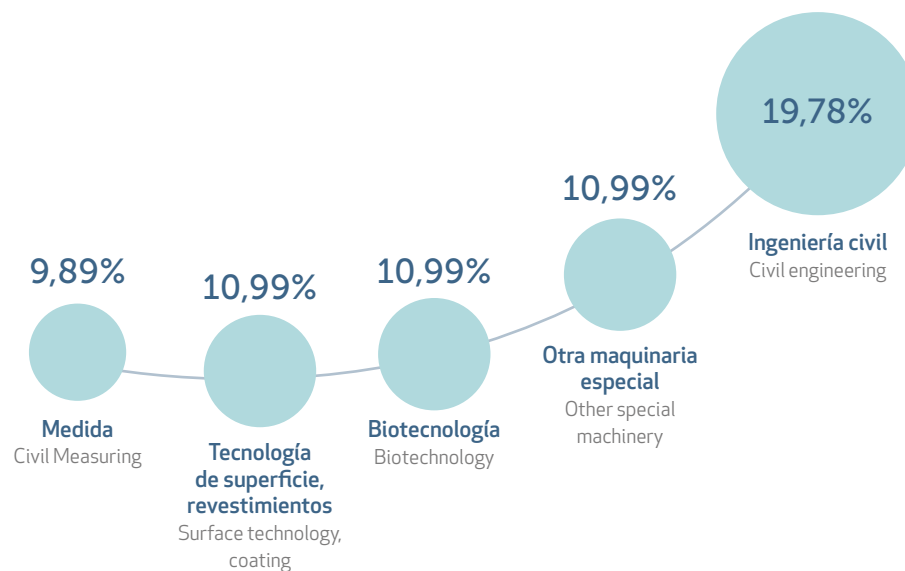 9,89%
Medida
Civil Measuring
10,99%
Tecnología
de superficie,
revestimientos
Surface technology,
coating
10,99%
Biotecnología
Biotechnology
10,99%
Otra maquinaria
especial
Other special
machinery
19,78%
Ingeniería civil
Civil engineering